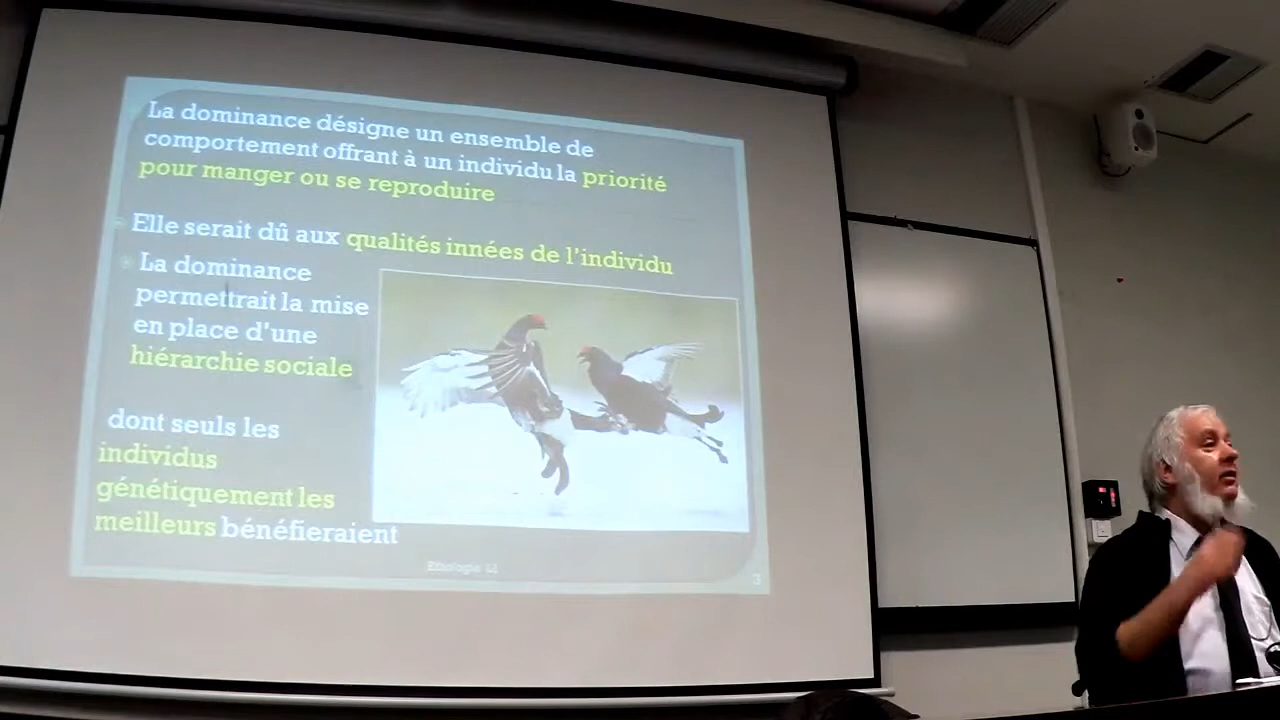 La dominance désigne un ensemble de
comportement offrant à un individu la priorité
pour manger ou se reproduire
Elle serait dû aux qualités innées de l'individu
La dominance
permettrait la mise
en place d'une
hiérarchie sociale
dont seuls les
individus
génétiquement les
meilleurs bénéfieraient
Ethologie
3